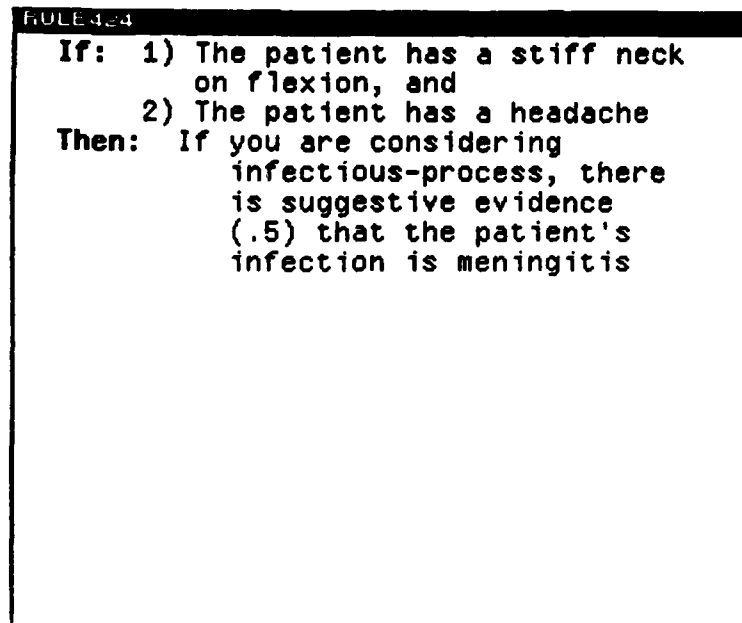 RULE424
If: 1) The patient has a stiff neck
on flexion, and
2) The patient has a headache
Then: If you are considering
infectious-process, there
is suggestive evidence
(.5) that the patient's
infection is meningitis